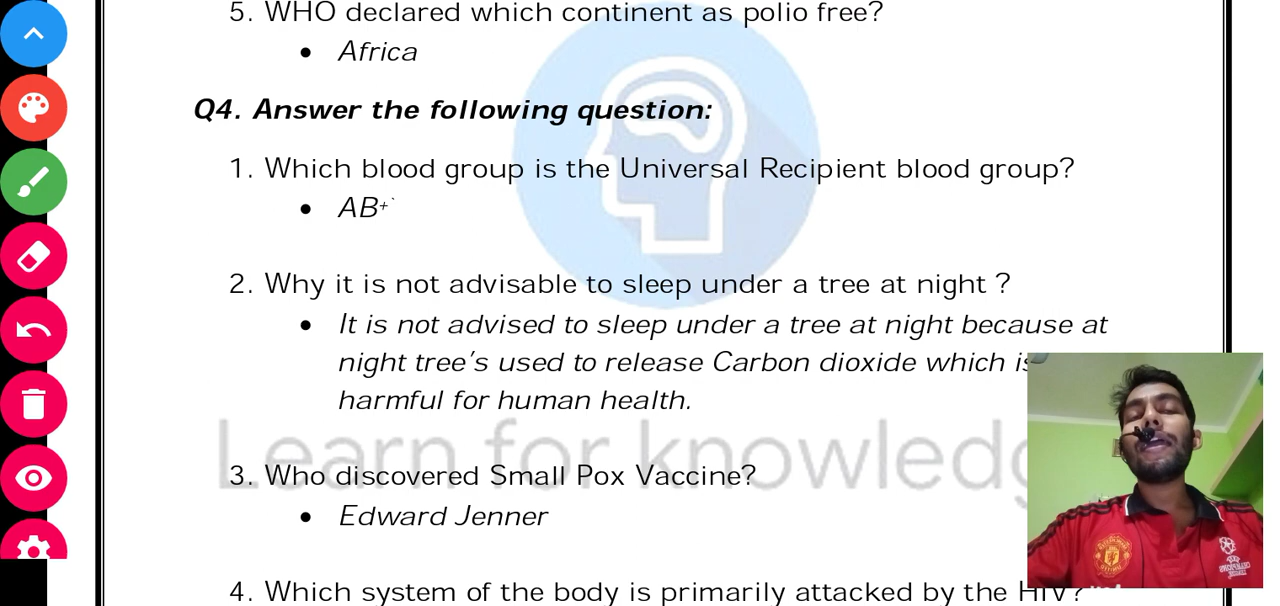 5. WHO declared which continent as polio free?
• Africa
Q4. Answer the following question:
1. Which blood group is the Universal Recipient blood group?
• AB+`
2. Why it is not advisable to sleep under a tree at night ?
• It is not advised to sleep under a tree at night because at
night tree's used to release Carbon dioxide which is
harmful for human health.
Learn for knowledg
3. Who discovered Small Pox Vaccine?
• Edward Jenner
4. Which system of the body is primarily attacked by the HIV?